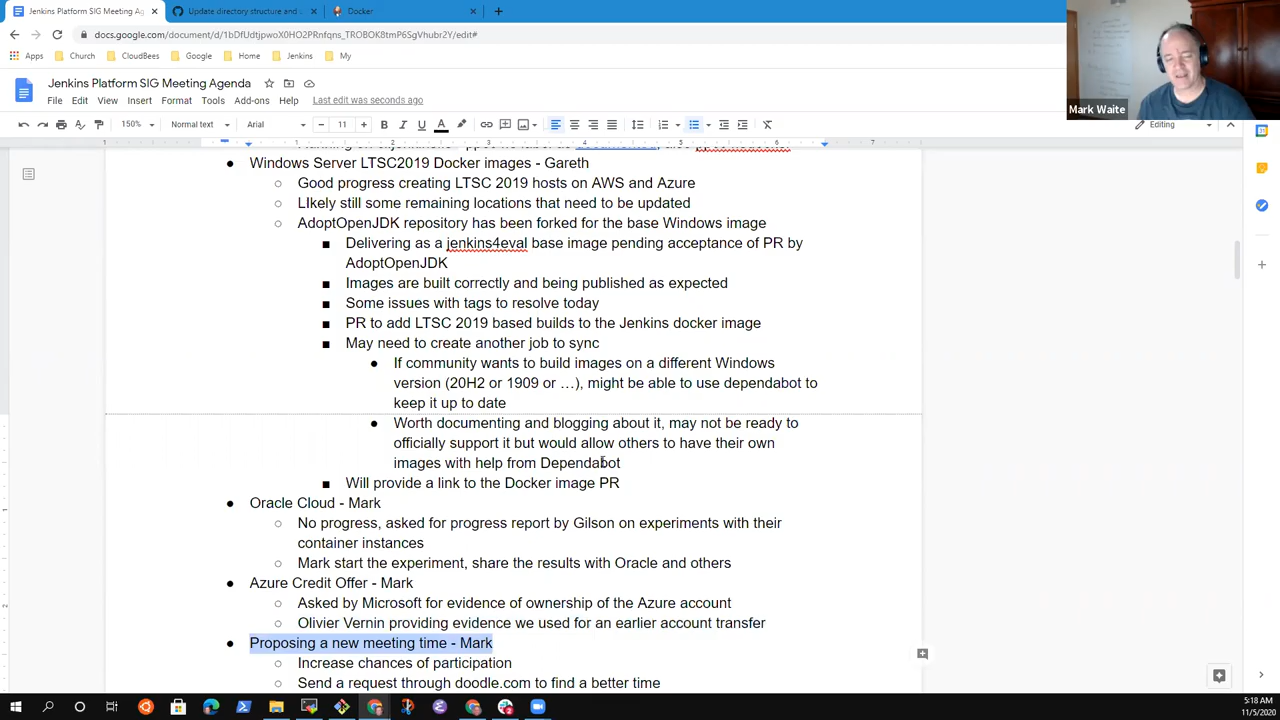 Jenkins Platform SIG Meeting Ag
Update directory structure and
Docker
docs.google.com/document/d/1bDfUdtjpwoX0HO2PRnfqns_TROBOK8tmP6SgVhubr2Y/edit#
Apps Church CloudBees Google Home Jenkins My
Jenkins Platform SIG Meeting Agenda
File Edit View Insert Format Tools Add-ons Help Last edit was seconds ago
Mark Waite
150% Normal text Arial 11 Editing
1 1 2 3 4 5 6 7
Windows Server LTSC2019 Docker images - Gareth
Good progress creating LTSC 2019 hosts on AWS and Azure
LIkely still some remaining locations that need to be updated
AdoptOpenJDK repository has been forked for the base Windows image
Delivering as a jenkins4eval base image pending acceptance of PR by
AdoptOpenJDK
Images are built correctly and being published as expected
Some issues with tags to resolve today
PR to add LTSC 2019 based builds to the Jenkins docker image
May need to create another job to sync
If community wants to build images on a different Windows
version (20H2 or 1909 or …), might be able to use dependabot to
keep it up to date
Worth documenting and blogging about it, may not be ready to
officially support it but would allow others to have their own
images with help from Dependabot
Will provide a link to the Docker image PR
Oracle Cloud - Mark
No progress, asked for progress report by Gilson on experiments with their
container instances
Mark start the experiment, share the results with Oracle and others
Azure Credit Offer - Mark
Asked by Microsoft for evidence of ownership of the Azure account
Olivier Vernin providing evidence we used for an earlier account transfer
Proposing a new meeting time - Mark
Increase chances of participation
Send a request through doodle.com to find a better time
5:18 AM
11/5/2020